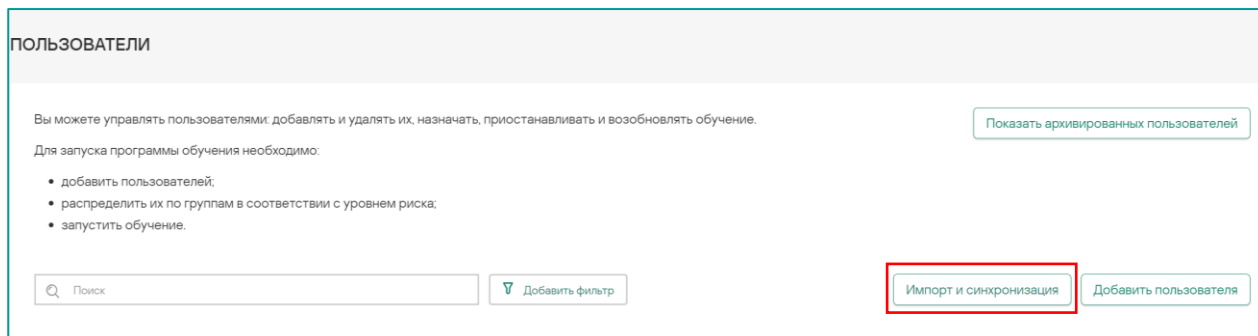 ПОЛЬЗОВАТЕЛИ
Вы можете управлять пользователями: добавлять и удалять их, назначать, приостанавливать и возобновлять обучение.
Показать архивированных пользователей
Для запуска программы обучения необходимо:
• добавить пользователей;
• распределить их по группам в соответствии с уровнем риска;
• запустить обучение.
Поиск
Добавить фильтр
Импорт и синхронизация
Добавить пользователя